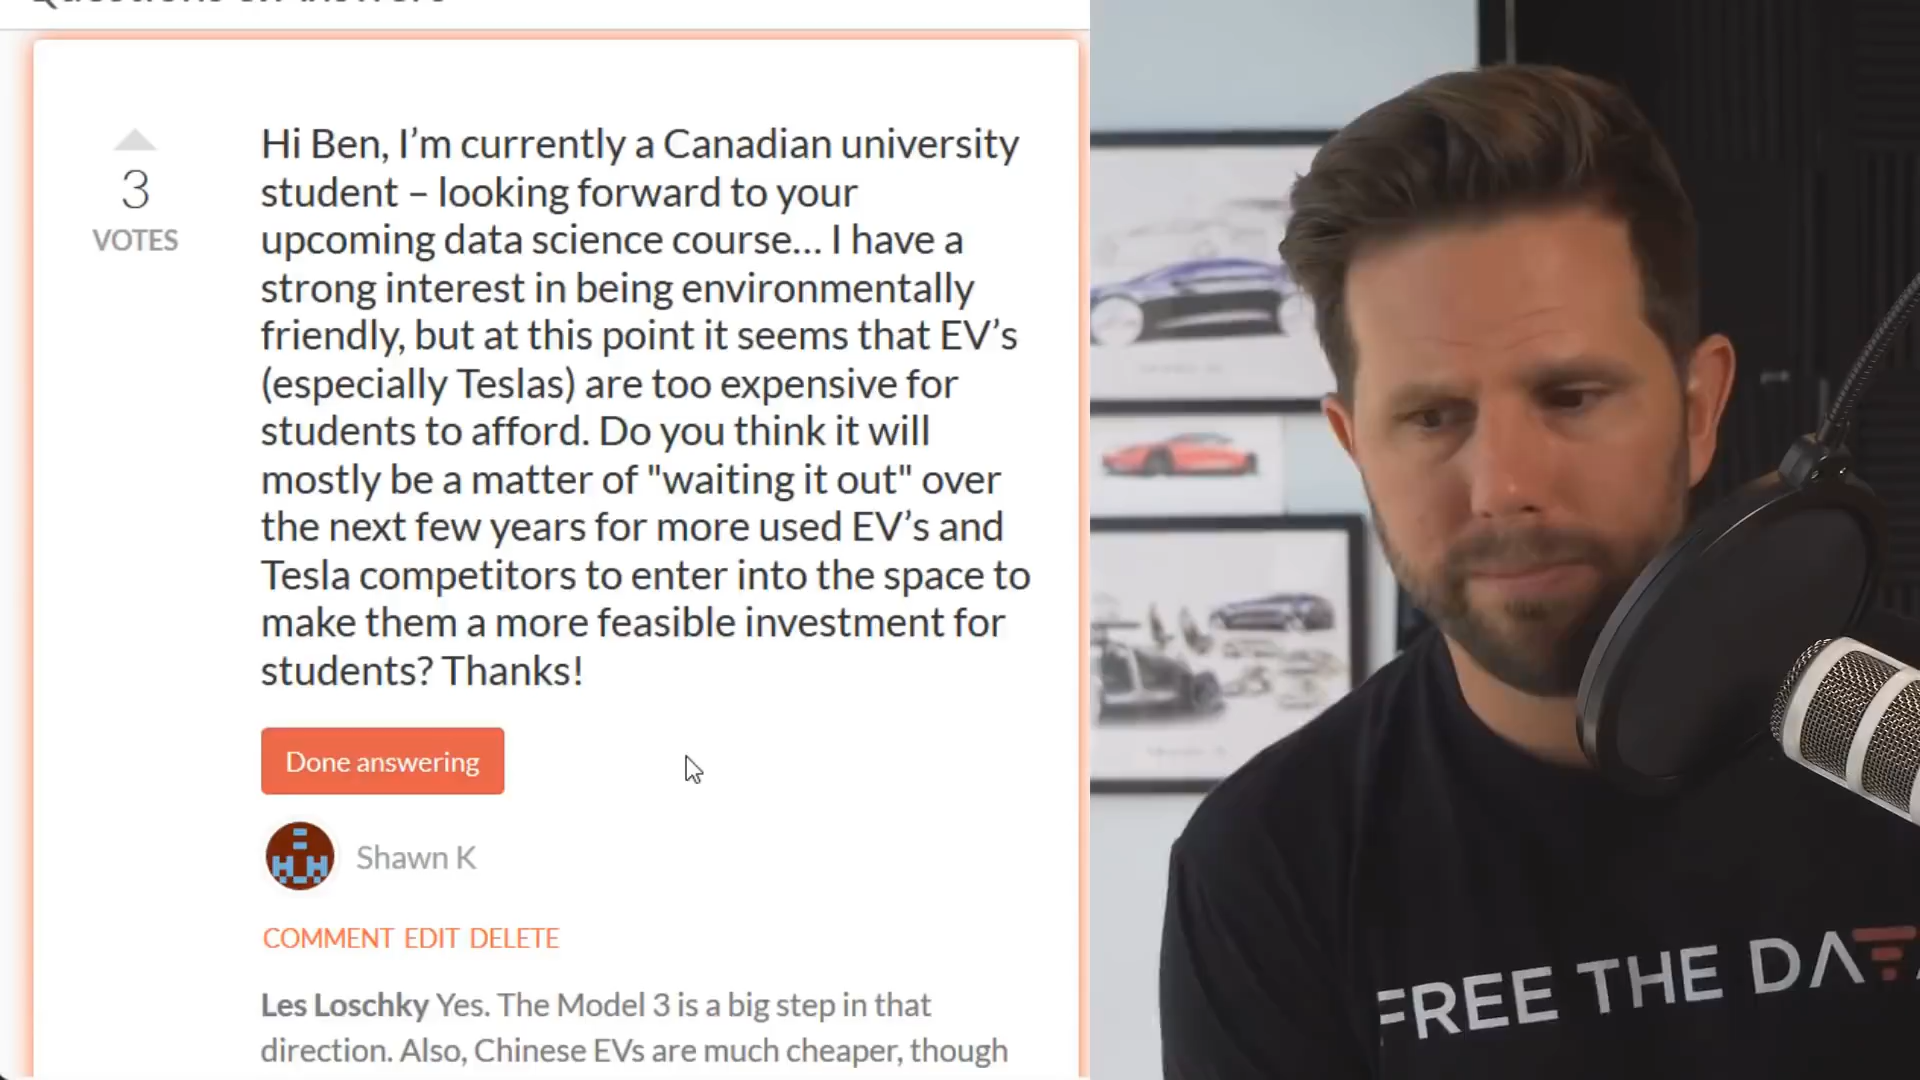 3
VOTES
Hi Ben, I’m currently a Canadian university
student – looking forward to your
upcoming data science course... I have a
strong interest in being environmentally
friendly, but at this point it seems that EV’s
(especially Teslas) are too expensive for
students to afford. Do you think it will
mostly be a matter of "waiting it out" over
the next few years for more used EV’s and
Tesla competitors to enter into the space to
make them a more feasible investment for
students? Thanks!
Done answering
Shawn K
COMMENT EDIT DELETE
Les Loschky Yes. The Model 3 is a big step in that
direction. Also, Chinese EVs are much cheaper, though
FREE THE DAT